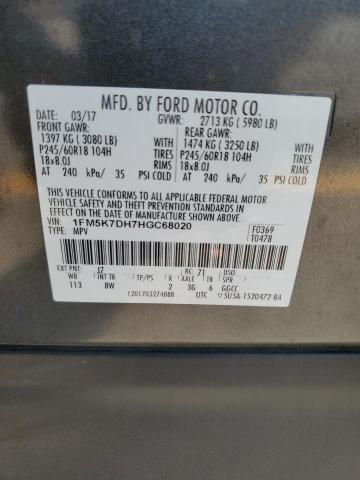 MFD. BY FORD MOTOR CO.
DATE: 03/17 GVWR: 2713 KG ( 5980 LB)
FRONT GAWR: REAR GAWR:
1397 KG ( 3080 LB) WITH 1474 KG ( 3250 LB) WITH
P245/60R18 104H TIRES P245/60R18 104H TIRES
18x8.0J RIMS 18x8.0J RIMS
AT 240 kPa/ 35 PSI COLD AT 240 kPa/ 35 PSI COLD
THIS VEHICLE CONFORMS TO ALL APPLICABLE FEDERAL MOTOR
VEHICLE SAFETY AND BUMPER STANDARDS AND THEFT PREVENTION
STANDARDS IN EFFECT ON THE DATE OF MANUFACTURE SHOWN ABOVE.
VIN: 1FM5K7DH7HGC68020
TYPE: MPV
F0369
T0478
EXT PNT: J7 RC: 71 DSO:
WB INT TR TP/PS R AXLE TR SPR
113 8W 2 3G 6 GGCC
1201703274888 UTC ▽5U5A-1520472-BA